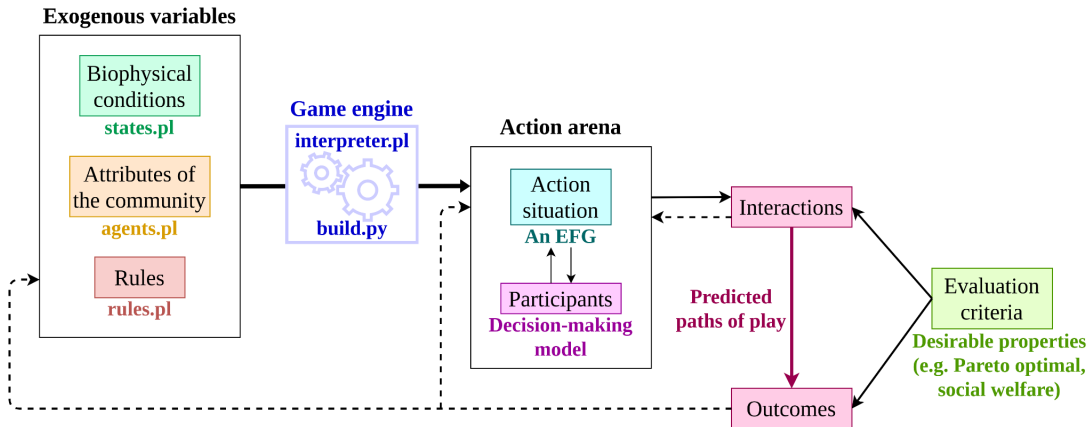 Exogenous variables
Biophysical
conditions
states.pl
Attributes of
the community
agents.pl
Rules
rules.pl
Game engine
interpreter.pl
build.py
Action arena
Action
situation
An EFG
Participants
Decision-making
model
Interactions
Predicted
paths of play
Outcomes
Evaluation
criteria
Desirable properties
(e.g. Pareto optimal,
social welfare)